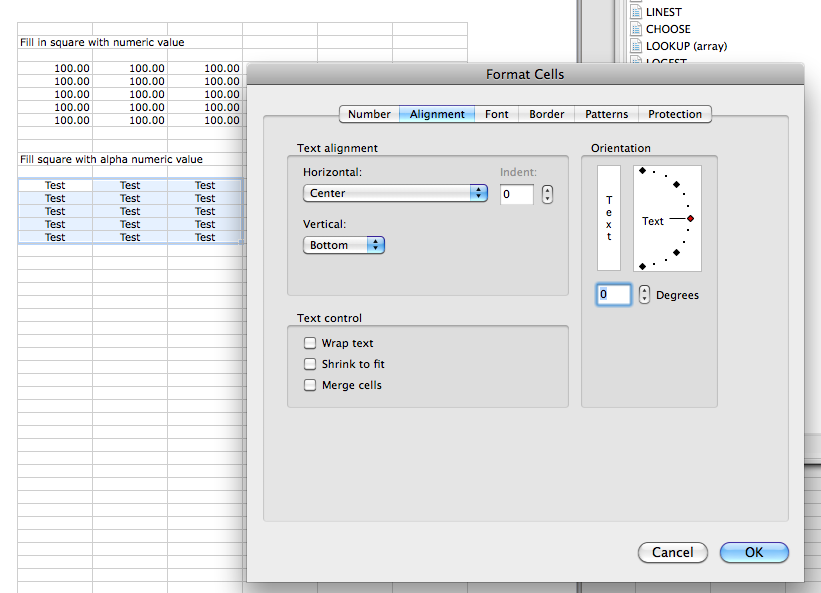 LINEST
CHOOSE
LOOKUP (array)
LOGEST
Fill in square with numeric value
100.00 100.00 100.00
100.00 100.00 100.00
100.00 100.00 100.00
100.00 100.00 100.00
100.00 100.00 100.00
Fill square with alpha numeric value
Test Test Test
Test Test Test
Test Test Test
Test Test Test
Test Test Test
Format Cells
Number Alignment Font Border Patterns Protection
Text alignment
Horizontal: Indent:
Center 0
Vertical:
Bottom
Text control
Wrap text
Shrink to fit
Merge cells
Orientation
Text
Text
0 Degrees
Cancel OK